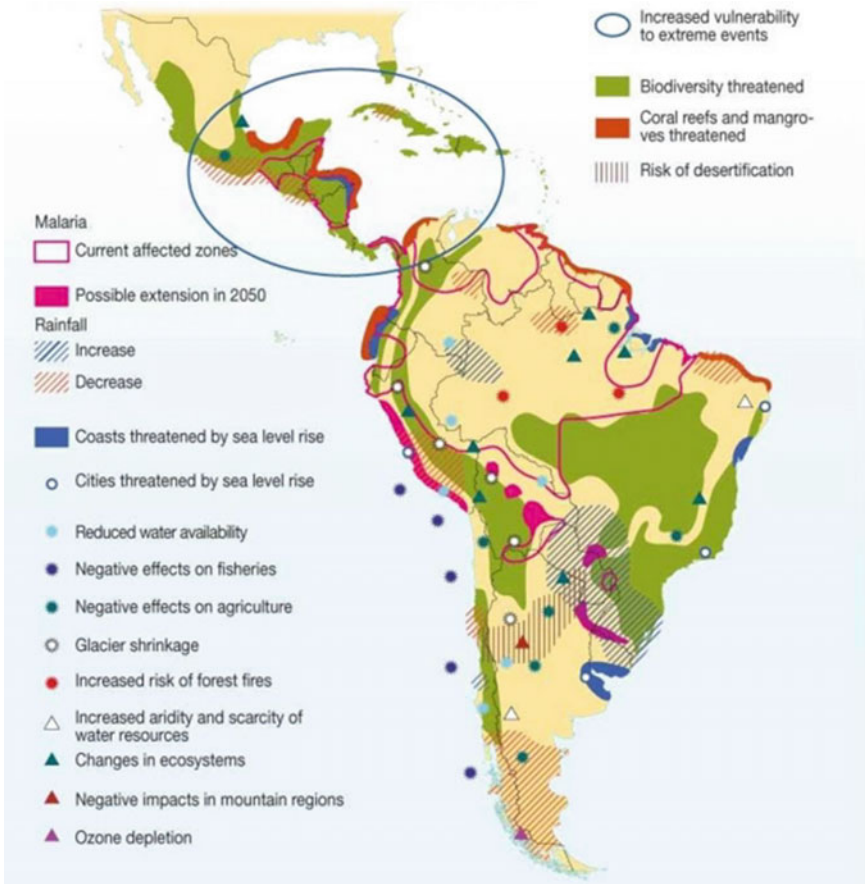 Increased vulnerability
to extreme events
Biodiversity threatened
Coral reefs and mangro-
ves threatened
Risk of desertification
Malaria
Current affected zones
Possible extension in 2050
Rainfall
Increase
Decrease
Coasts threatened by sea level rise
Cities threatened by sea level rise
Reduced water availability
Negative effects on fisheries
Negative effects on agriculture
Glacier shrinkage
Increased risk of forest fires
Increased aridity and scarcity of
water resources
Changes in ecosystems
Negative impacts in mountain regions
Ozone depletion